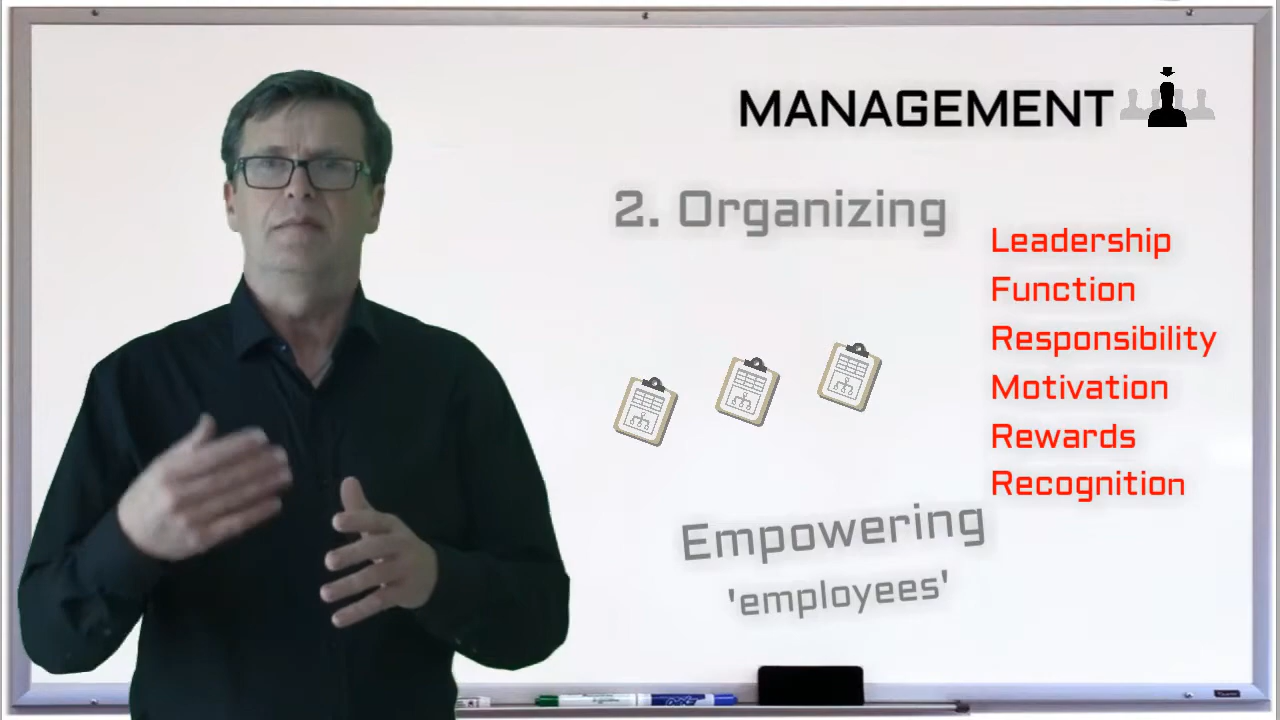 MANAGEMENT
2. Organizing
Leadership
Function
Responsibility
Motivation
Rewards
Recognition
Empowering
'employees'